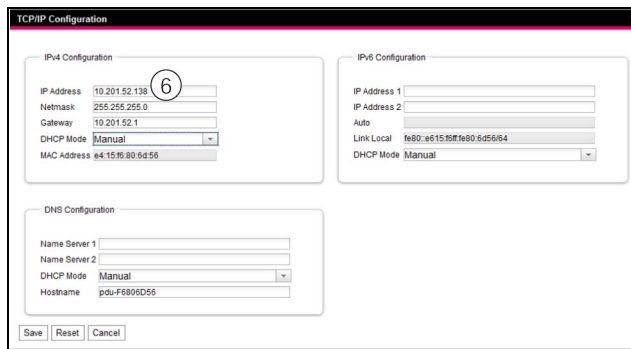 TCP/IP Configuration
IPv4 Configuration
IP Address 10.201.52.138
⑥
Netmask 255.255.255.0
Gateway 10.201.52.1
DHCP Mode Manual
MAC Address e4:15:f6:80:6d:56
IPv6 Configuration
IP Address 1
IP Address 2
Auto
Link Local fe80::e615:f6ff:fe80:6d56/64
DHCP Mode Manual
DNS Configuration
Name Server 1
Name Server 2
DHCP Mode Manual
Hostname pdu-F6806D56
Save Reset Cancel